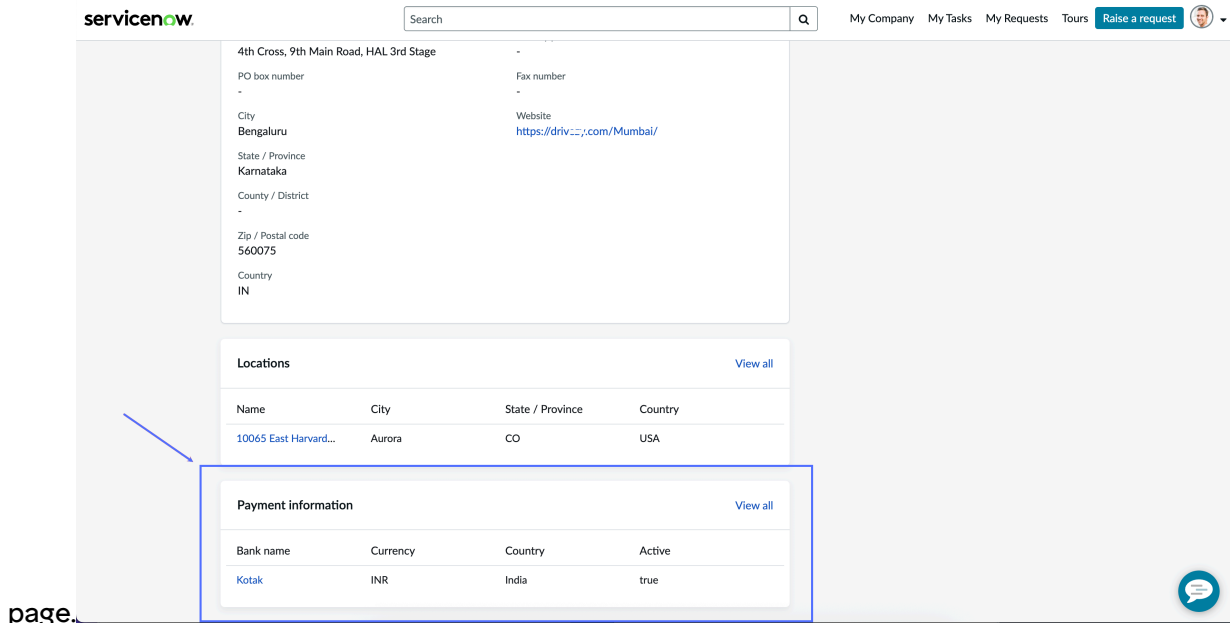 servicenow.
Search
My Company My Tasks My Requests Tours Raise a request
4th Cross, 9th Main Road, HAL 3rd Stage
-
PO box number
-
Fax number
-
City
Bengaluru
Website
https://driv
.com/Mumbai/
State / Province
Karnataka
County / District
-
Zip / Postal code
560075
Country
IN
Locations View all
Name City State / Province Country
10065 East Harvard... Aurora CO USA
Payment information View all
Bank name Currency Country Active
Kotak INR India true
page.